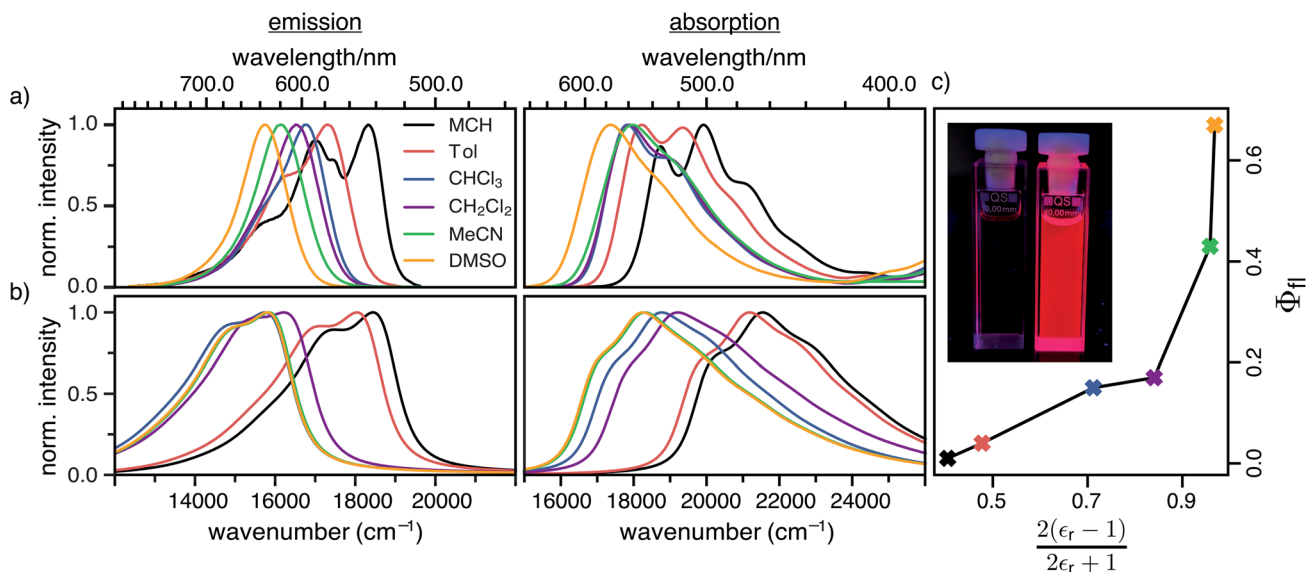 emission
absorption
wavelength/nm
wavelength/nm
700.0 600.0 500.0
600.0 500.0 400.0
a)
c)
norm. intensity
1.0
0.5
0.0
MCH
Tol
CHCl₃
CH₂Cl₂
MeCN
DMSO
b)
norm. intensity
1.0
0.5
0.0
14000 16000 18000 20000
wavenumber (cm⁻¹)
16000 18000 20000 22000 24000
wavenumber (cm⁻¹)
QS
10,00mm
QS
10,00mm
0.6
0.4
0.2
0.0
Φfl
0.5 0.7 0.9
2(ϵr − 1)
2ϵr + 1